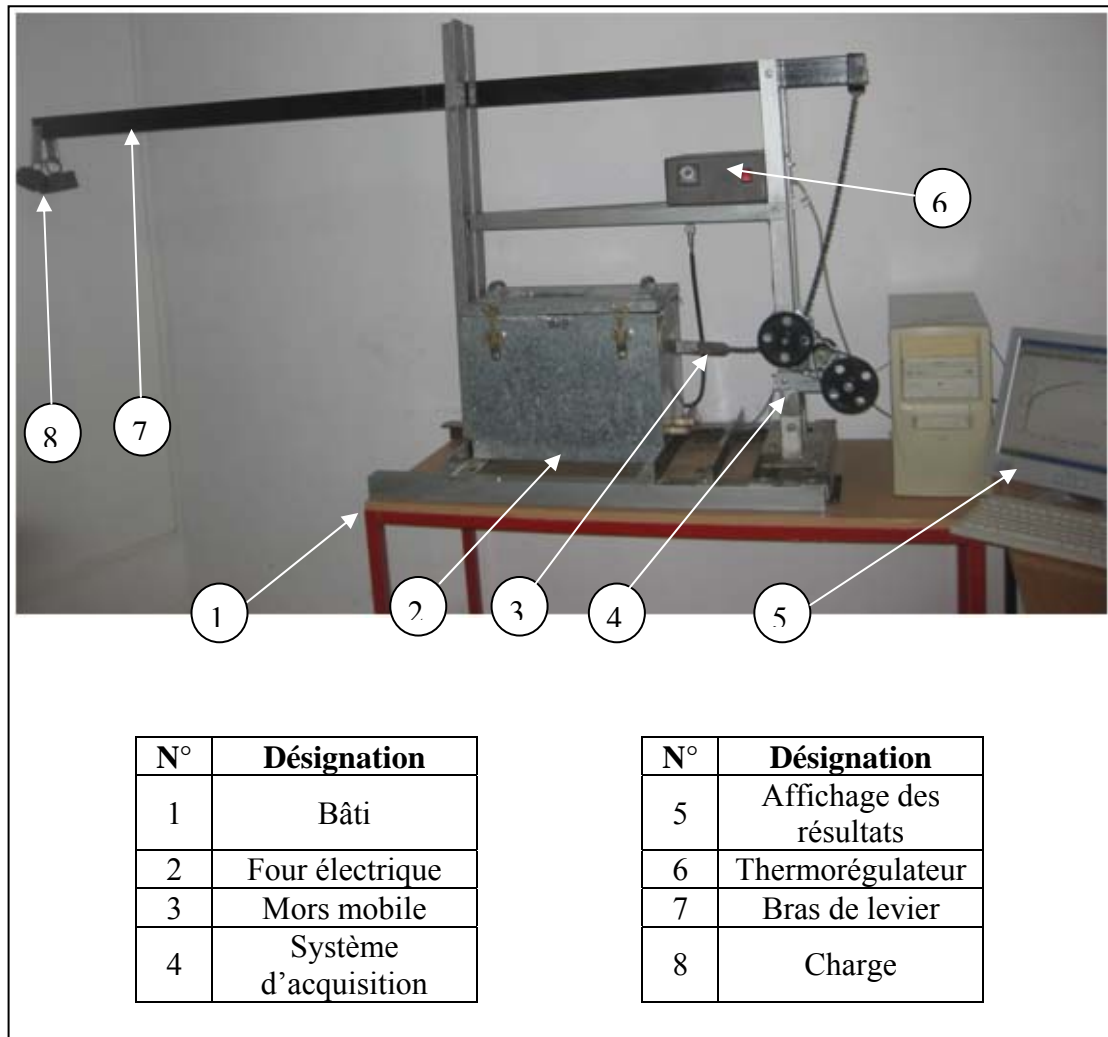 6
8
7
1
2
3
4
5
N° Désignation
1 Bâti
2 Four électrique
3 Mors mobile
4 Système
d’acquisition
N° Désignation
5 Affichage des
résultats
6 Thermorégulateur
7 Bras de levier
8 Charge